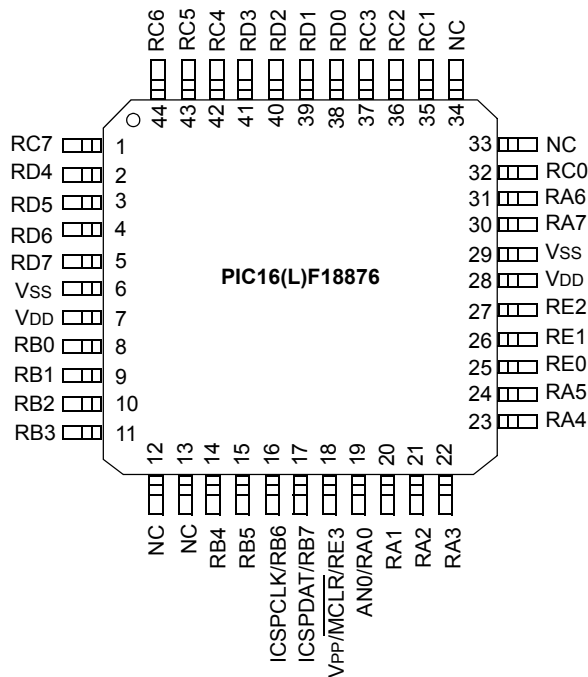 RC6
RC5
RC4
RD3
RD2
RD1
RD0
RC3
RC2
RC1
NC
44
43
42
41
40
39
38
37
36
35
34
RC7 1
RD4 2
RD5 3
RD6 4
RD7 5
VSS 6
VDD 7
RB0 8
RB1 9
RB2 10
RB3 11
PIC16(L)F18876
33 NC
32 RC0
31 RA6
30 RA7
29 VSS
28 VDD
27 RE2
26 RE1
25 RE0
24 RA5
23 RA4
12
13
14
15
16
17
18
19
20
21
22
NC
NC
RB4
RB5
ICSPCLK/RB6
ICSPDAT/RB7
VPP/MCLR/RE3
AN0/RA0
RA1
RA2
RA3